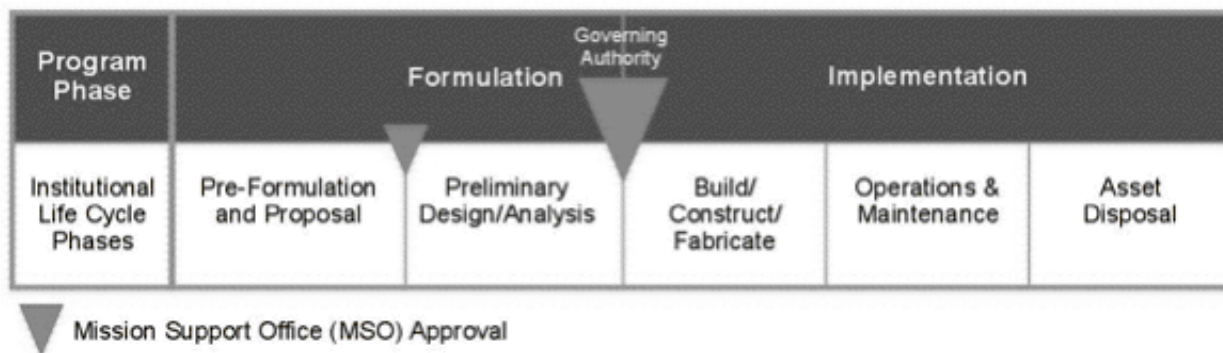 Program
Phase
Formulation
Governing
Authority
Implementation
Institutional
Life Cycle
Phases
Pre-Formulation
and Proposal
Preliminary
Design/Analysis
Build/
Construct/
Fabricate
Operations &
Maintenance
Asset
Disposal
Mission Support Office (MSO) Approval